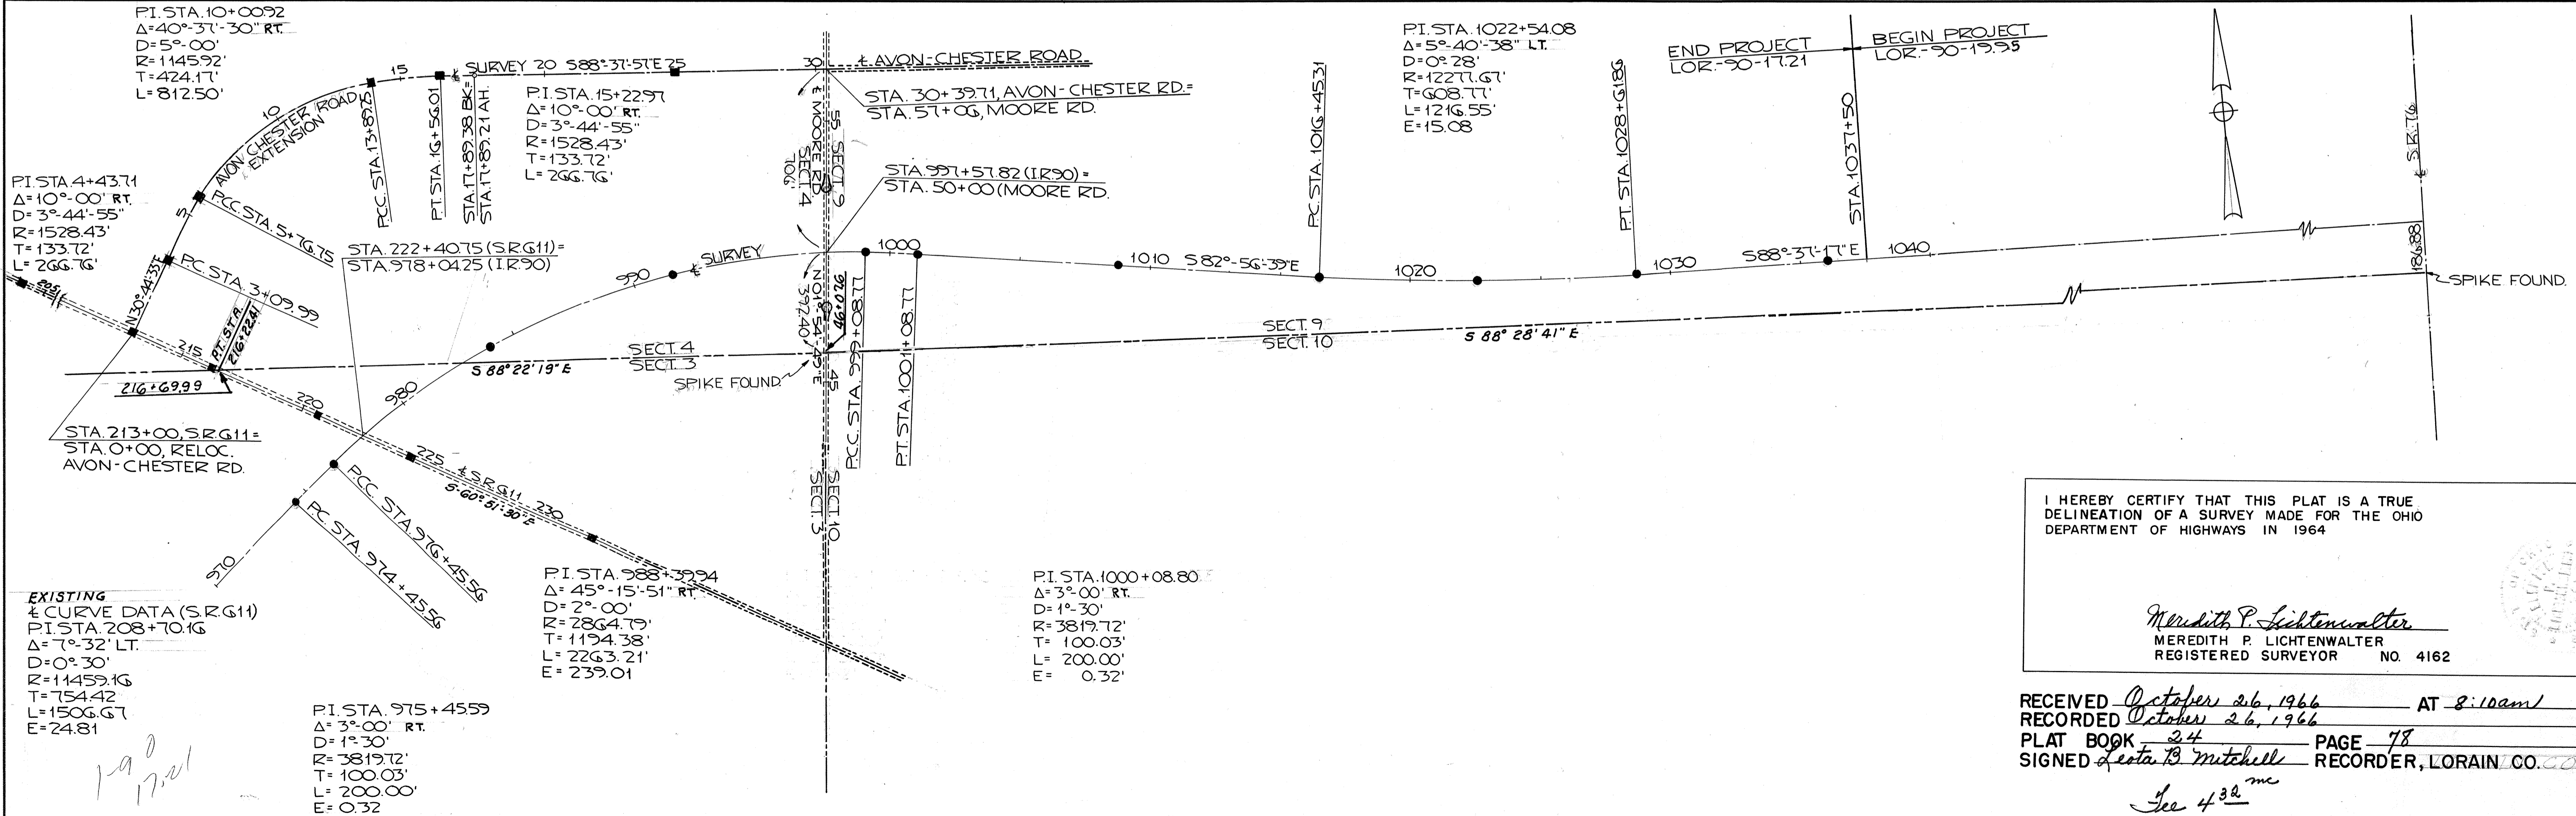 P.I. STA. 10+00.92
Δ=40°-37'-30" RT.
D=5°-00'
R=1145.92'
T=424.17'
L=812.50'
P.I. STA. 4+43.71
Δ=10°-00' RT.
D=3°-44'-55"
R=1528.43'
T=133.72'
L=266.76'
AVON-CHESTER ROAD
EXTENSION
5
10
15
20
25
30
℄ SURVEY
S88°-37'-57"E
P.C.C. STA. 13+89.25
P.T. STA. 16+56.01
STA. 17+89.38 BK.=
STA. 17+89.21 AH.
P.I. STA. 15+22.97
Δ=10°-00' RT.
D=3°-44'-55"
R=1528.43'
T=133.72'
L=266.76'
℄ AVON-CHESTER ROAD
STA. 30+39.71, AVON-CHESTER RD.=
STA. 57+06, MOORE RD.
℄ MOORE RD.
55
SECT. 9
SECT. 4
706'
STA. 997+57.82 (I.R.90) =
STA. 50+00 (MOORE RD.
P.I. STA. 1022+54.08
Δ=5°-40'-38" LT.
D=0°28'
R=12277.67'
T=608.77'
L=1216.55'
E=15.08
END PROJECT
LOR.-90-17.21
BEGIN PROJECT
LOR.-90-19.95
P.C. STA. 1016+45.31
P.T. STA. 1028+61.86
STA. 1037+50
℄ S.R. 76
1868.88
SPIKE FOUND.
P.C.C. STA. 5+76.75
P.C. STA. 3+09.99
N30°-44'-35"E
205
215
P.T. STA.
216+22.41
216+69.99
STA. 222+40.75 (S.R.611)=
STA. 978+04.25 (I.R.90)
STA. 213+00, S.R.611=
STA. 0+00, RELOC.
AVON-CHESTER RD.
220
225
℄ S.R.611
230
S-60°-51'-30"E
970
980
990
℄ SURVEY
1000
1010
S82°-56'-39"E
1020
1030
S88°-37'-17"E
1040
S 88° 22' 19" E
SECT. 4
SECT. 3
SPIKE FOUND.
392.40'
46+07.6
45
SECT. 3
SECT. 10
P.C.C. STA. 999+08.77
P.T. STA. 1001+08.77
SECT. 9
SECT. 10
S 88° 28' 41" E
P.C.C. STA. 976+45.56
P.C. STA. 974+45.56
EXISTING
℄ CURVE DATA (S.R.611)
P.I. STA. 208+70.16
Δ=7°-32' LT.
D=0°-30'
R=11459.16
T=754.42
L=1506.67
E=24.81
P.I. STA. 975+45.59
Δ=3°-00' RT.
D=1°-30'
R=3819.72'
T=100.03'
L=200.00'
E=0.32
P.I. STA. 988+39.94
Δ=45°-15'-51" RT
D=2°-00'
R=2864.79'
T=1194.38'
L=2263.21'
E=239.01
P.I. STA. 1000+08.80
Δ=3°-00' RT.
D=1°-30'
R=3819.72'
T=100.03'
L=200.00'
E=0.32'
I-90
17.21
I HEREBY CERTIFY THAT THIS PLAT IS A TRUE
DELINEATION OF A SURVEY MADE FOR THE OHIO
DEPARTMENT OF HIGHWAYS IN 1964
Meredith P. Lichtenwalter
MEREDITH P. LICHTENWALTER
REGISTERED SURVEYOR NO. 4162
RECEIVED October 26, 1966 AT 8:10am
RECORDED October 26, 1966
PLAT BOOK 24 PAGE 78
SIGNED Leota B. Mitchell RECORDER, LORAIN CO.
Fee 4 32 mc